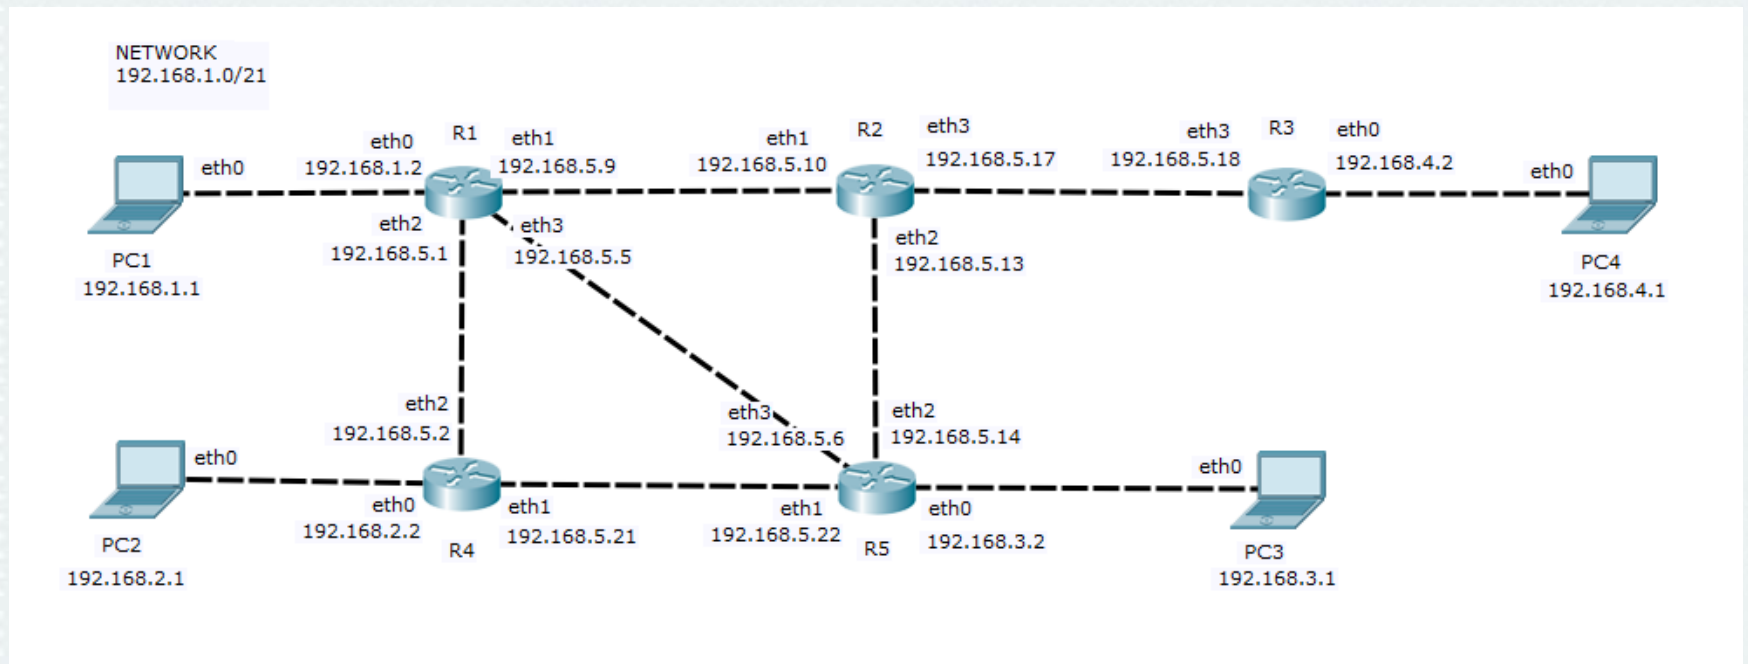 NETWORK
192.168.1.0/21
R1
R2
R3
eth0
192.168.1.2
eth1
192.168.5.9
eth1
192.168.5.10
eth3
192.168.5.17
eth3
192.168.5.18
eth0
192.168.4.2
eth0
eth0
eth2
192.168.5.1
eth3
192.168.5.5
eth2
192.168.5.13
PC1
192.168.1.1
PC4
192.168.4.1
eth2
192.168.5.2
eth3
192.168.5.6
eth2
192.168.5.14
eth0
eth0
eth0
192.168.2.2
eth1
192.168.5.21
eth1
192.168.5.22
eth0
192.168.3.2
PC2
192.168.2.1
R4
R5
PC3
192.168.3.1